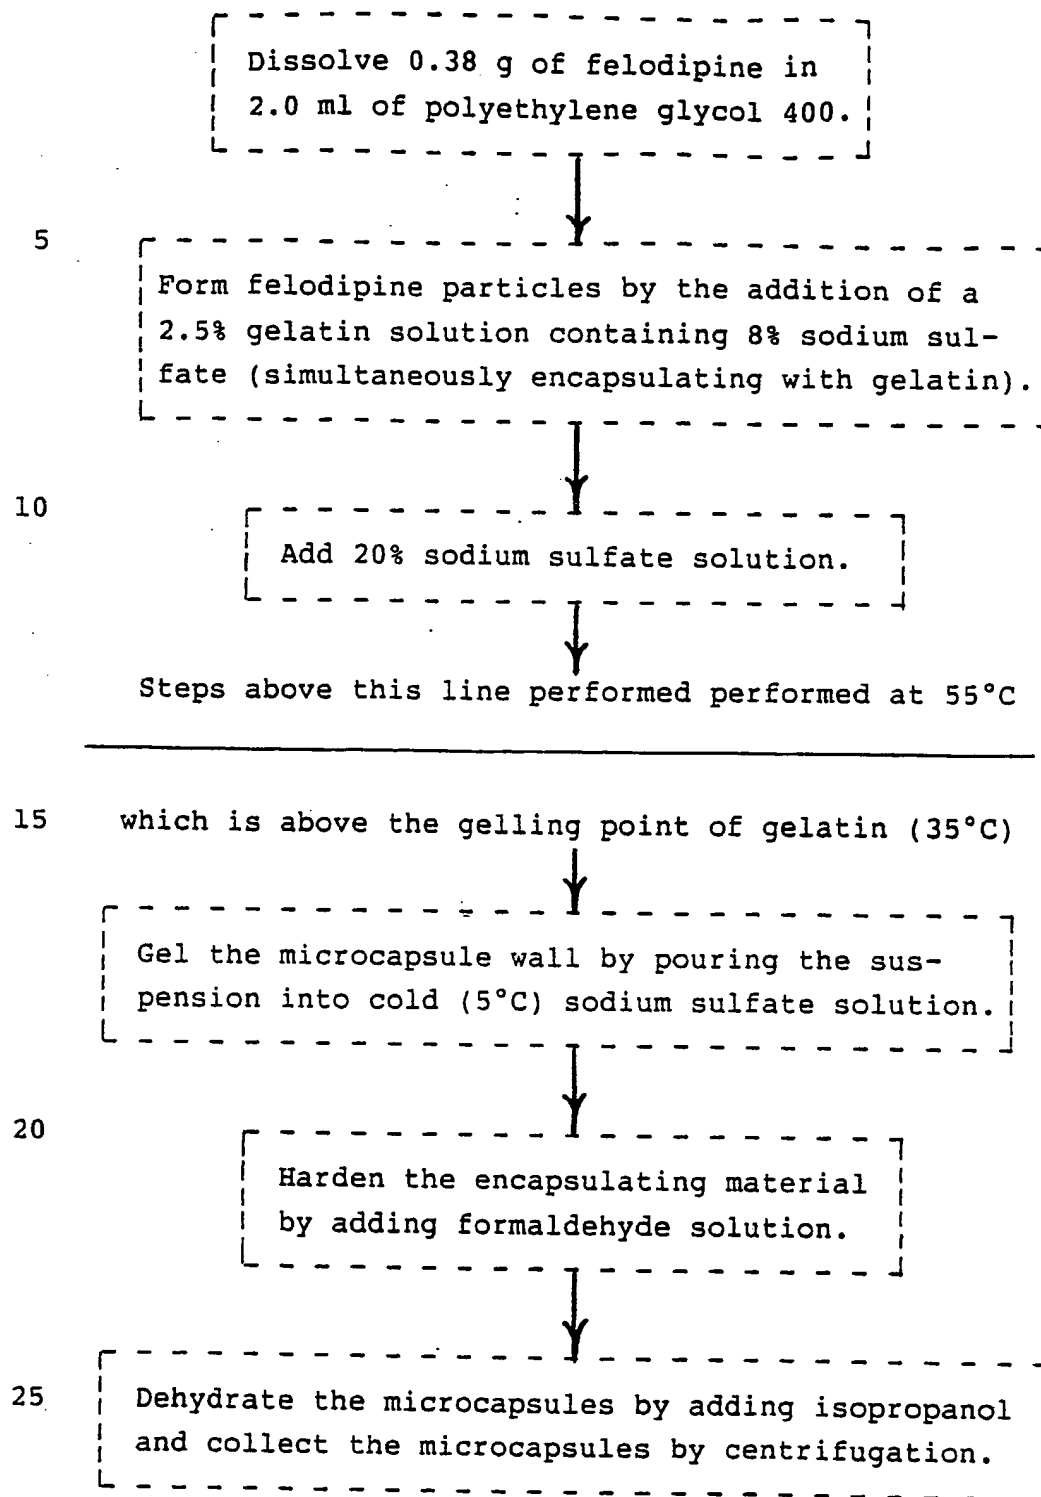 Dissolve 0.38 g of felodipine in
2.0 ml of polyethylene glycol 400.
5
Form felodipine particles by the addition of a
2.5% gelatin solution containing 8% sodium sul-
fate (simultaneously encapsulating with gelatin).
10
Add 20% sodium sulfate solution.
Steps above this line performed performed at 55°C
15 which is above the gelling point of gelatin (35°C)
Gel the microcapsule wall by pouring the sus-
pension into cold (5°C) sodium sulfate solution.
20
Harden the encapsulating material
by adding formaldehyde solution.
25 Dehydrate the microcapsules by adding isopropanol
and collect the microcapsules by centrifugation.